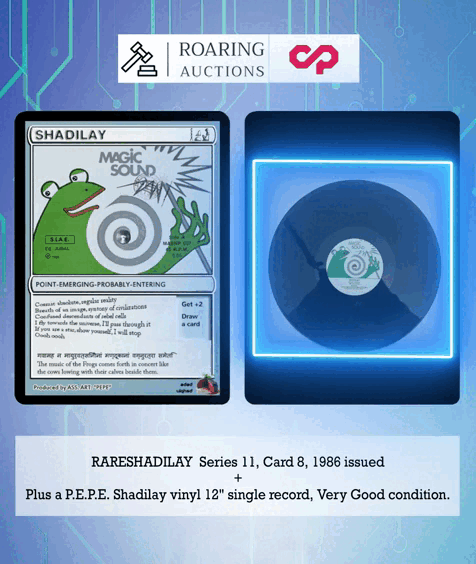 ROARING
AUCTIONS
SHADILAY
MAGIC
SOUND
S.I.A.E.
POINT-EMERGING-PROBABLY-ENTERING
Cosmic absolute, regular reality
Breath of an image, symtony of civilizations
Confused descendants of rebel cells
I fly towards the universe, I'll pass through it
If you are a star, show yourself, I will stop
Oooh oooh
Get +2
Draw
a card
The music of the Frogs comes forth in concert like
the cows lowing with their calves beside them.
Produced by ASS. ART. "PEPE"
MAGIC
SOUND
RARESHADILAY Series 11, Card 8, 1986 issued
+
Plus a P.E.P.E. Shadilay vinyl 12" single record, Very Good condition.